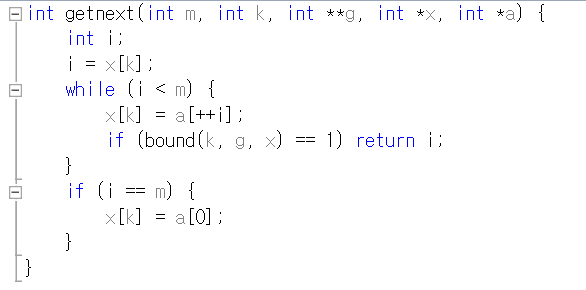 int getnext(int m, int k, int **g, int *x, int *a) {
    int i;
    i = x[k];
    while (i < m) {
        x[k] = a[++i];
        if (bound(k, g, x) == 1) return i;
    }
    if (i == m) {
        x[k] = a[0];
    }
}